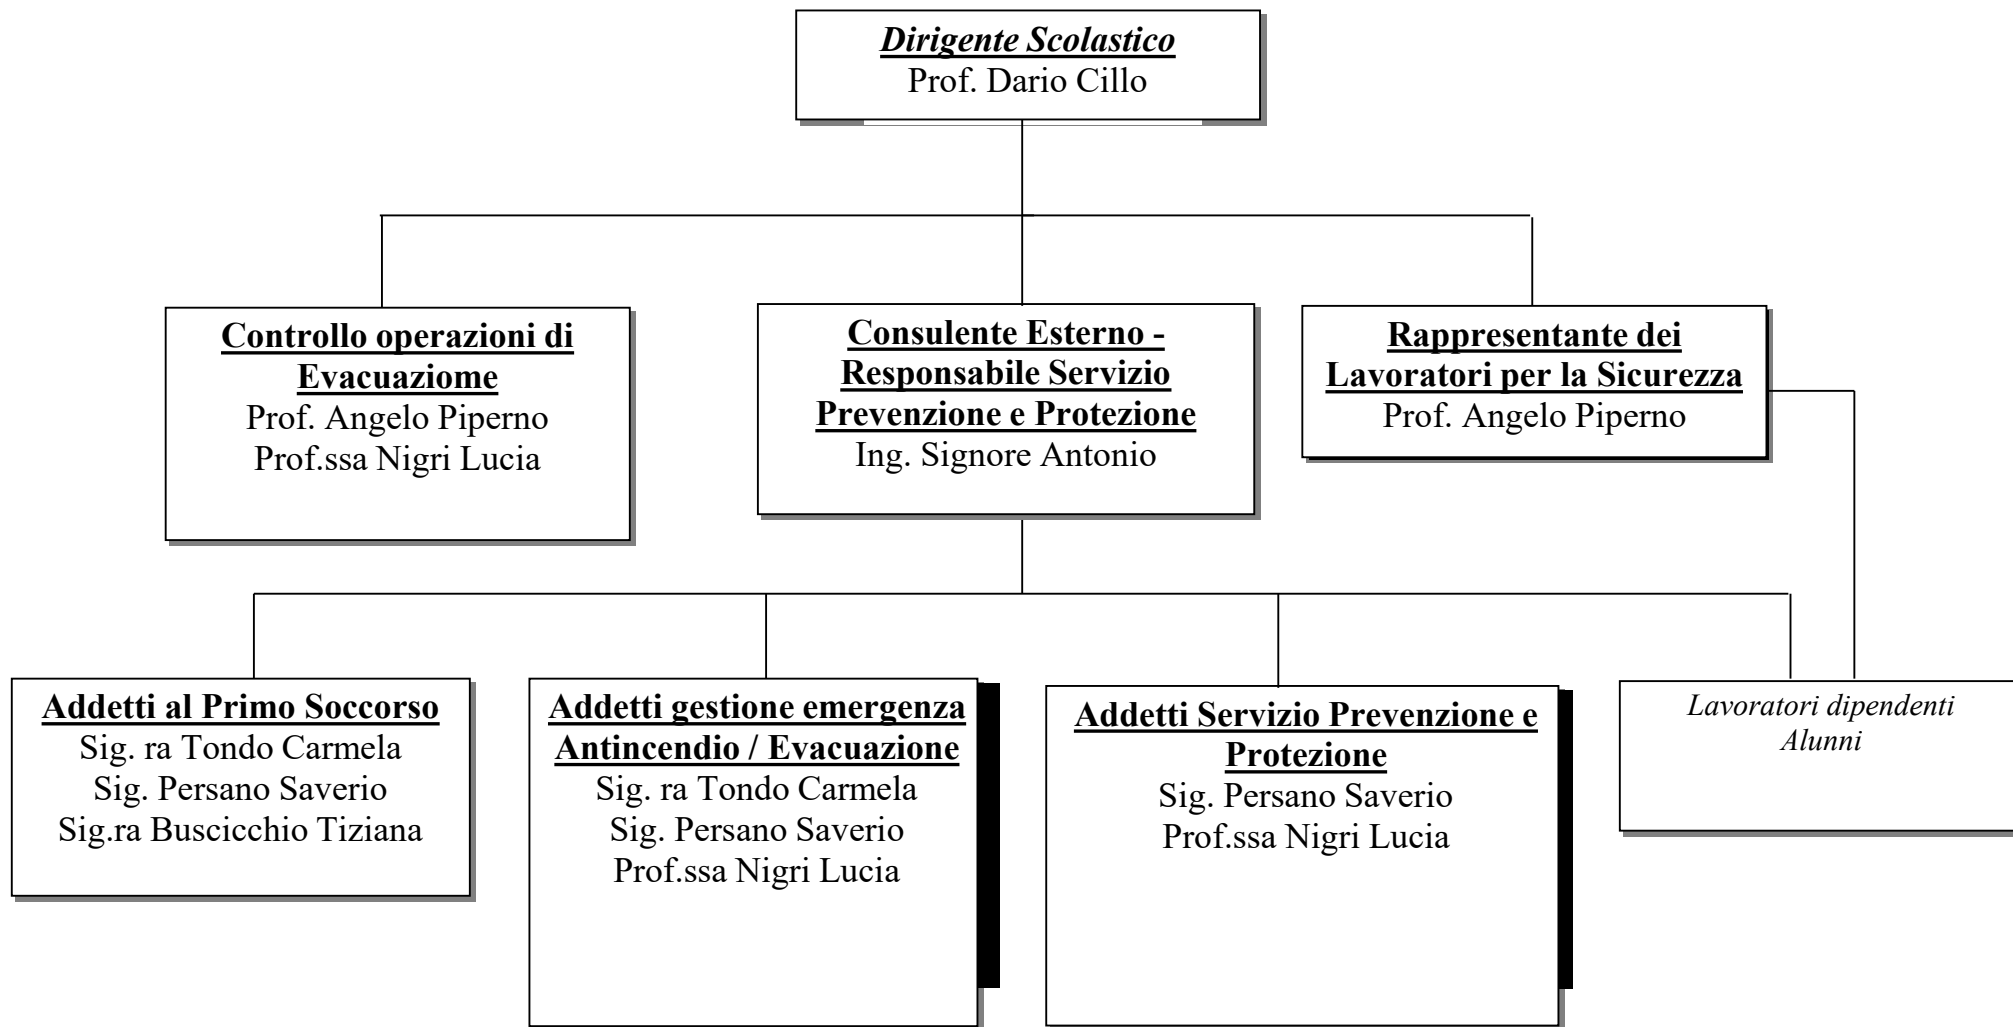 Dirigente Scolastico
Prof. Dario Cillo
Controllo operazioni di
Evacuaziome
Prof. Angelo Piperno
Prof.ssa Nigri Lucia
Consulente Esterno -
Responsabile Servizio
Prevenzione e Protezione
Ing. Signore Antonio
Rappresentante dei
Lavoratori per la Sicurezza
Prof. Angelo Piperno
Addetti al Primo Soccorso
Sig. ra Tondo Carmela
Sig. Persano Saverio
Sig.ra Buscicchio Tiziana
Addetti gestione emergenza
Antincendio / Evacuazione
Sig. ra Tondo Carmela
Sig. Persano Saverio
Prof.ssa Nigri Lucia
Addetti Servizio Prevenzione e
Protezione
Sig. Persano Saverio
Prof.ssa Nigri Lucia
Lavoratori dipendenti
Alunni